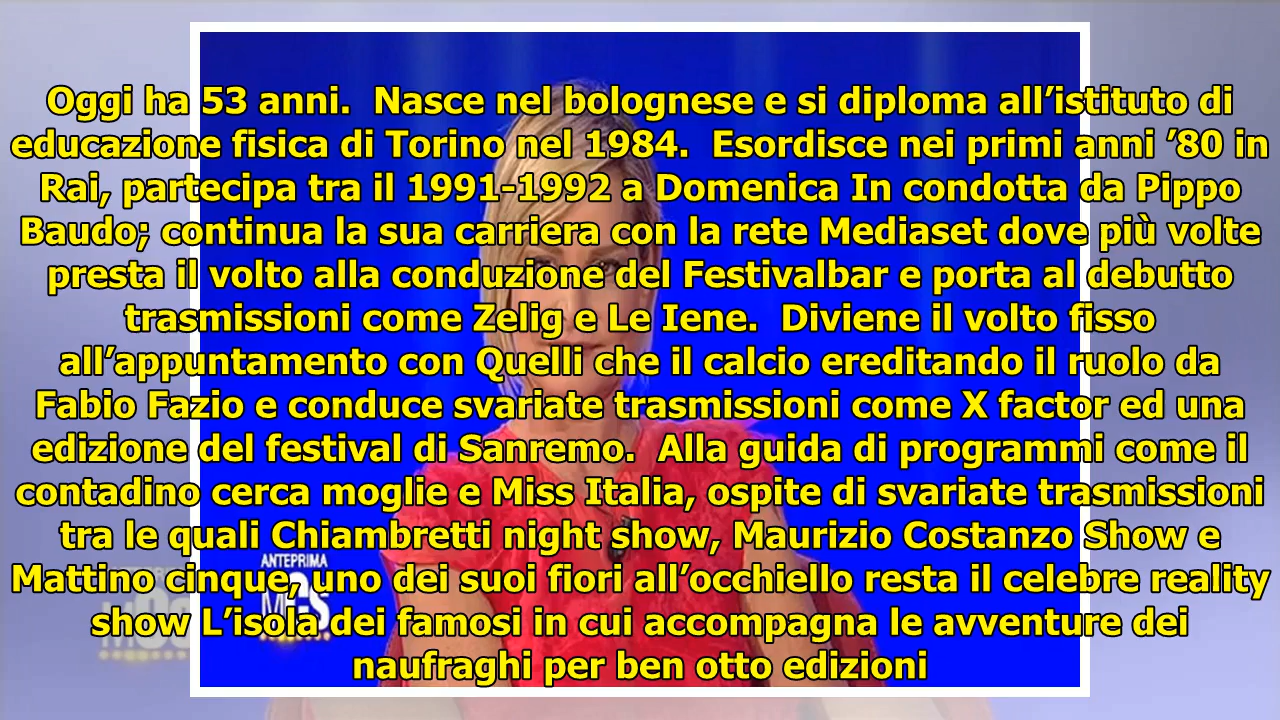 Oggi ha 53 anni.  Nasce nel bolognese e si diploma all’istituto di
educazione fisica di Torino nel 1984.  Esordisce nei primi anni ’80 in
Rai, partecipa tra il 1991-1992 a Domenica In condotta da Pippo
Baudo; continua la sua carriera con la rete Mediaset dove più volte
presta il volto alla conduzione del Festivalbar e porta al debutto
trasmissioni come Zelig e Le Iene.  Diviene il volto fisso
all’appuntamento con Quelli che il calcio ereditando il ruolo da
Fabio Fazio e conduce svariate trasmissioni come X factor ed una
edizione del festival di Sanremo.  Alla guida di programmi come il
contadino cerca moglie e Miss Italia, ospite di svariate trasmissioni
tra le quali Chiambretti night show, Maurizio Costanzo Show e
ANTEPRIMA
Mattino cinque, uno dei suoi fiori all’occhiello resta il celebre reality
show L’isola dei famosi in cui accompagna le avventure dei
naufraghi per ben otto edizioni